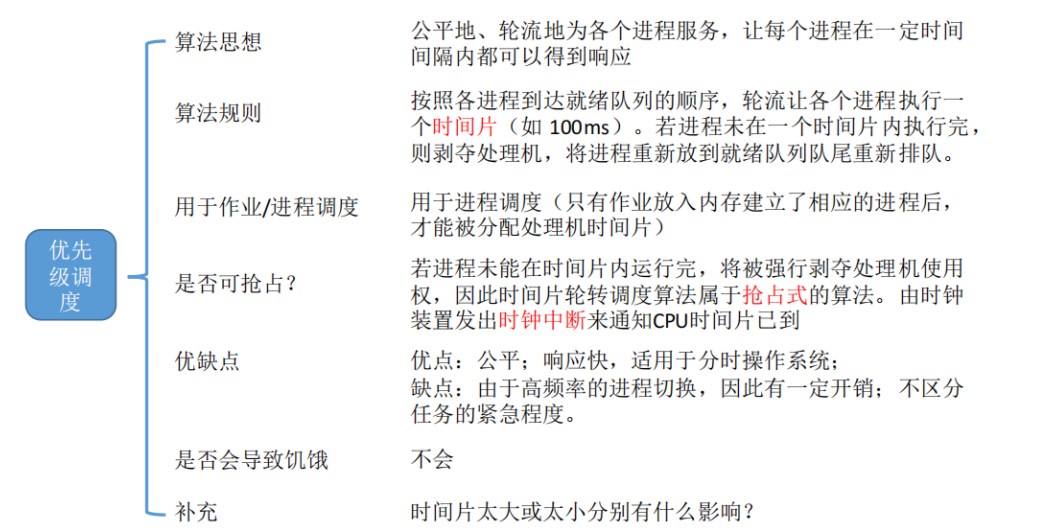 优先
级调
度
算法思想
公平地、轮流地为各个进程服务，让每个进程在一定时间
间隔内都可以得到响应
算法规则
按照各进程到达就绪队列的顺序，轮流让各个进程执行一
个时间片（如 100ms）。若进程未在一个时间片内执行完，
则剥夺处理机，将进程重新放到就绪队列队尾重新排队。
用于作业/进程调度
用于进程调度（只有作业放入内存建立了相应的进程后，
才能被分配处理机时间片）
是否可抢占？
若进程未能在时间片内运行完，将被强行剥夺处理机使用
权，因此时间片轮转调度算法属于抢占式的算法。由时钟
装置发出时钟中断来通知CPU时间片已到
优缺点
优点：公平；响应快，适用于分时操作系统；
缺点：由于高频率的进程切换，因此有一定开销；不区分
任务的紧急程度。
是否会导致饥饿
不会
补充
时间片太大或太小分别有什么影响？